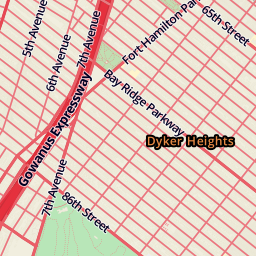 5th Avenue
6th Avenue
7th Avenue
Fort Hamilton Par
65th Street
Bay Ridge Parkway
Gowanus Expressway
Dyker Heights
7th Avenue
86th Street